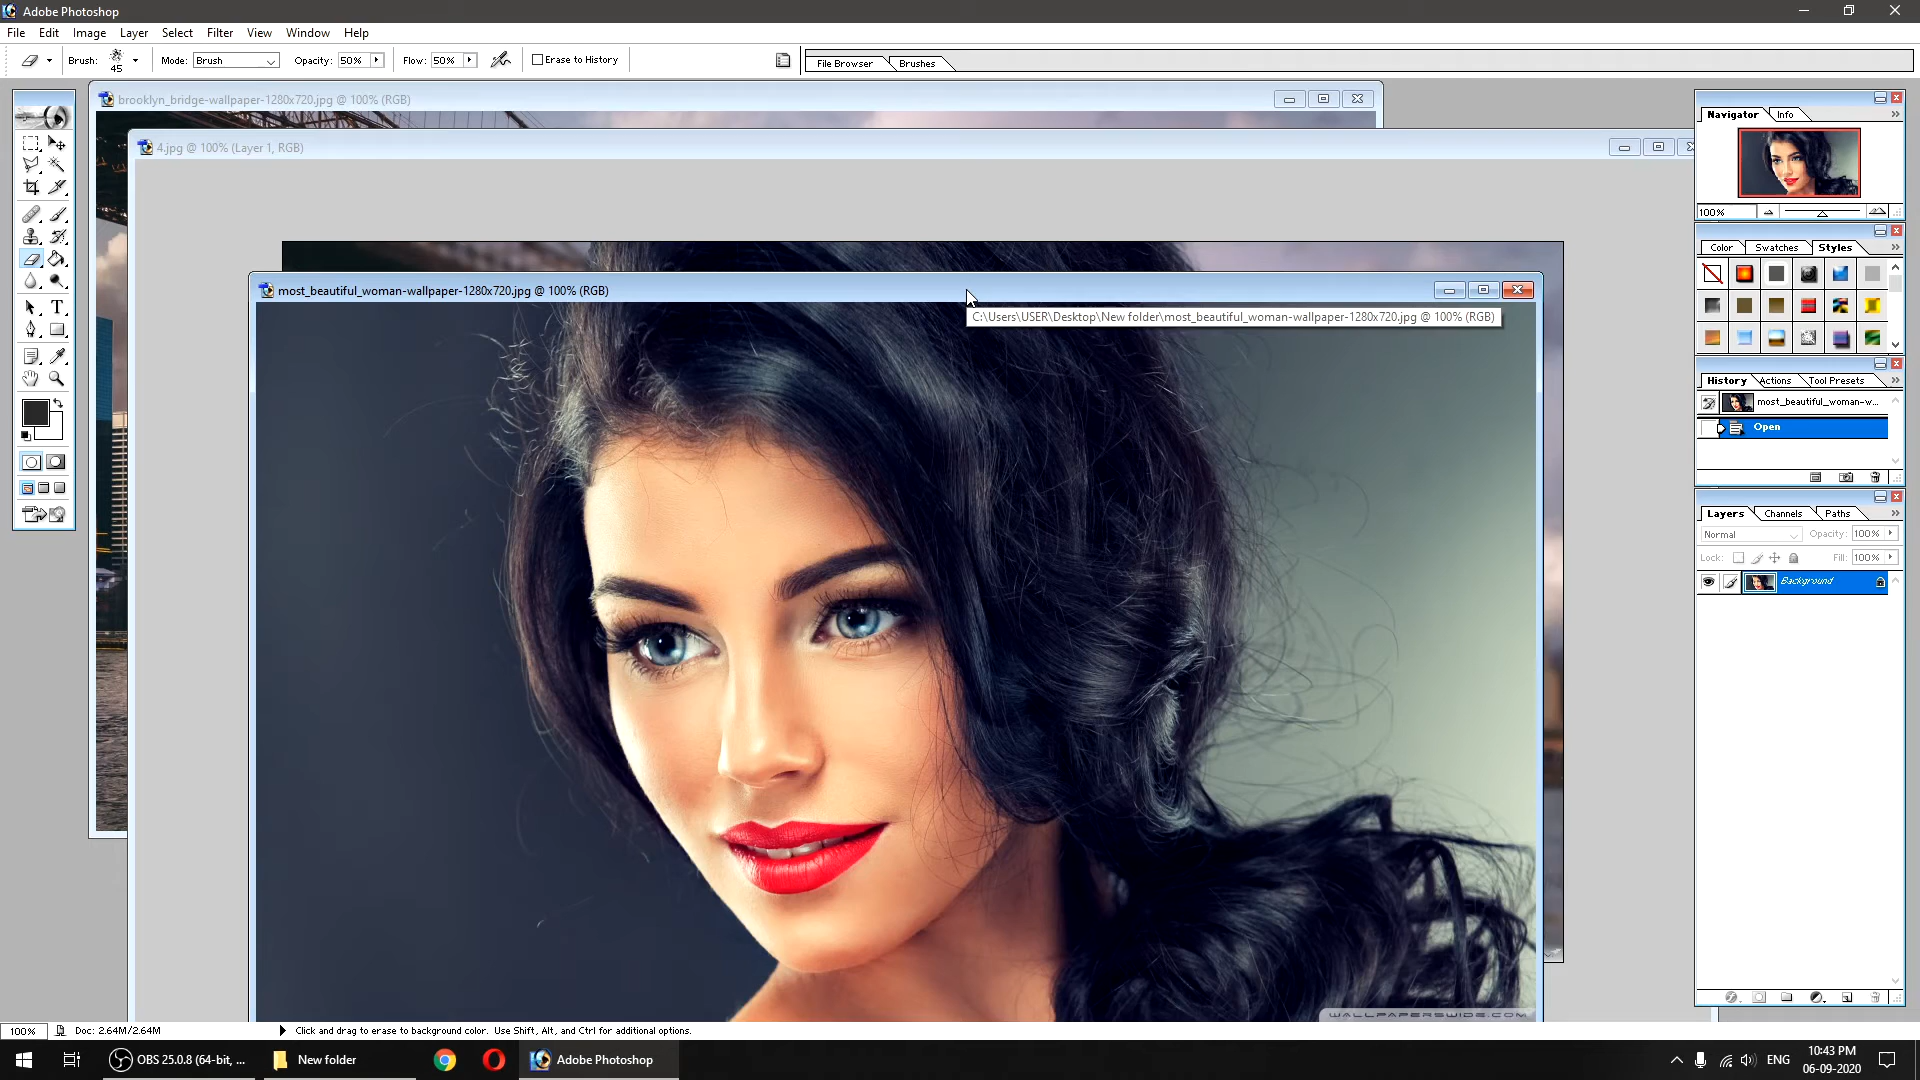 Adobe Photoshop
File Edit Image Layer Select Filter View Window Help
Brush: 45 Mode: Brush Opacity: 50% Flow: 50% Erase to History File Browser Brushes
brooklyn_bridge-wallpaper-1280x720.jpg @ 100% (RGB)
4.jpg @ 100% (Layer 1, RGB)
most_beautiful_woman-wallpaper-1280x720.jpg @ 100% (RGB)
C:\Users\USER\Desktop\New folder\most_beautiful_woman-wallpaper-1280x720.jpg @ 100% (RGB)
T
Navigator Info
100%
Color Swatches Styles
History Actions Tool Presets
most_beautiful_woman-w...
Open
Layers Channels Paths
Normal Opacity: 100%
Lock: Fill: 100%
Background
WALLPAPERSWIDE.COM
100% Doc: 2.64M/2.64M Click and drag to erase to background color. Use Shift, Alt, and Ctrl for additional options.
OBS 25.0.8 (64-bit, ... New folder Adobe Photoshop ENG 10:43 PM
06-09-2020